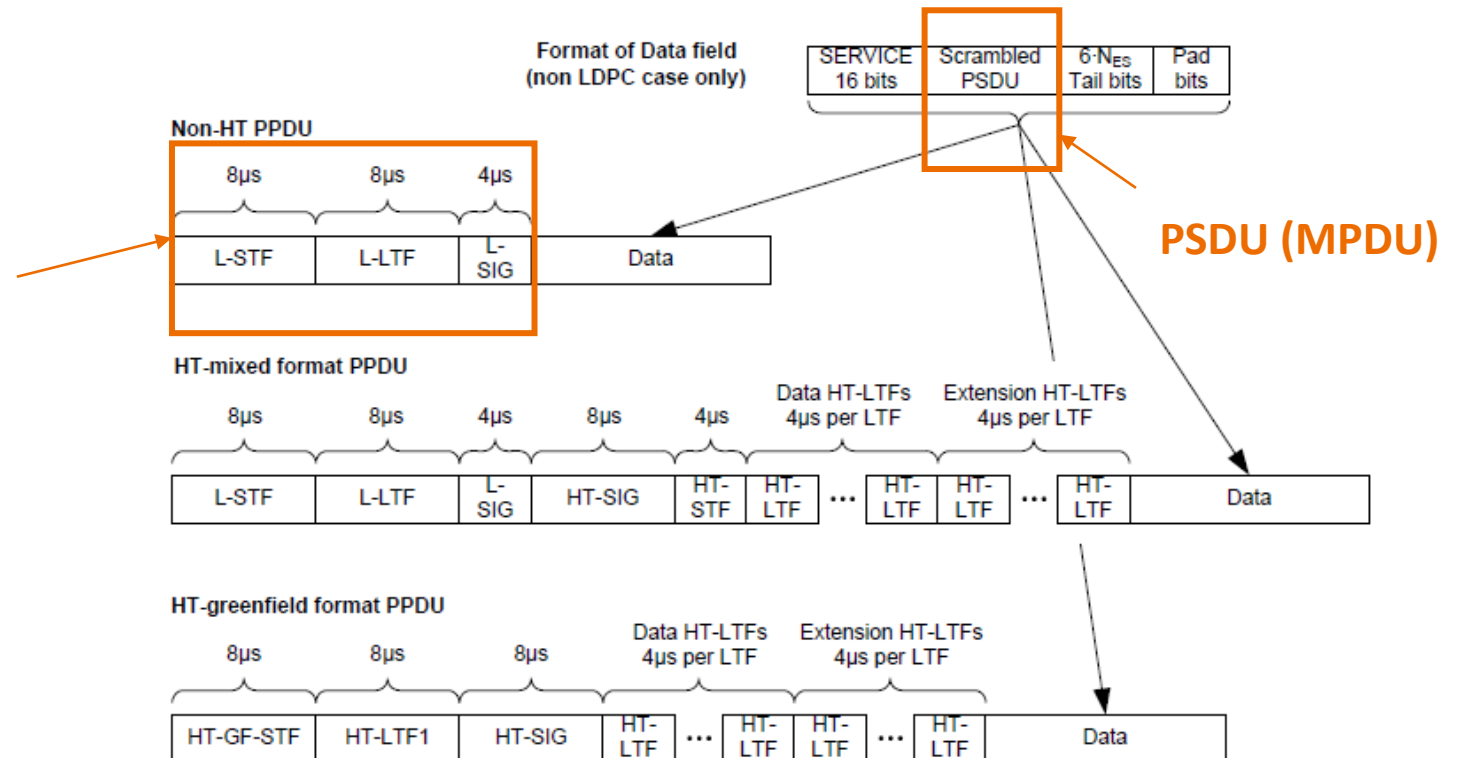 Format of Data field
(non LDPC case only)
SERVICE
16 bits
Scrambled
PSDU
6·NES
Tail bits
Pad
bits
Non-HT PPDU
8µs
8µs
4µs
L-STF
L-LTF
L-
SIG
Data
PSDU (MPDU)
HT-mixed format PPDU
8µs
8µs
4µs
8µs
4µs
Data HT-LTFs
4µs per LTF
Extension HT-LTFs
4µs per LTF
L-STF
L-LTF
L-
SIG
HT-SIG
HT-
STF
HT-
LTF
...
HT-
LTF
HT-
LTF
...
HT-
LTF
Data
HT-greenfield format PPDU
8µs
8µs
8µs
Data HT-LTFs
4µs per LTF
Extension HT-LTFs
4µs per LTF
HT-GF-STF
HT-LTF1
HT-SIG
HT-
LTF
...
HT-
LTF
HT-
LTF
...
HT-
LTF
Data